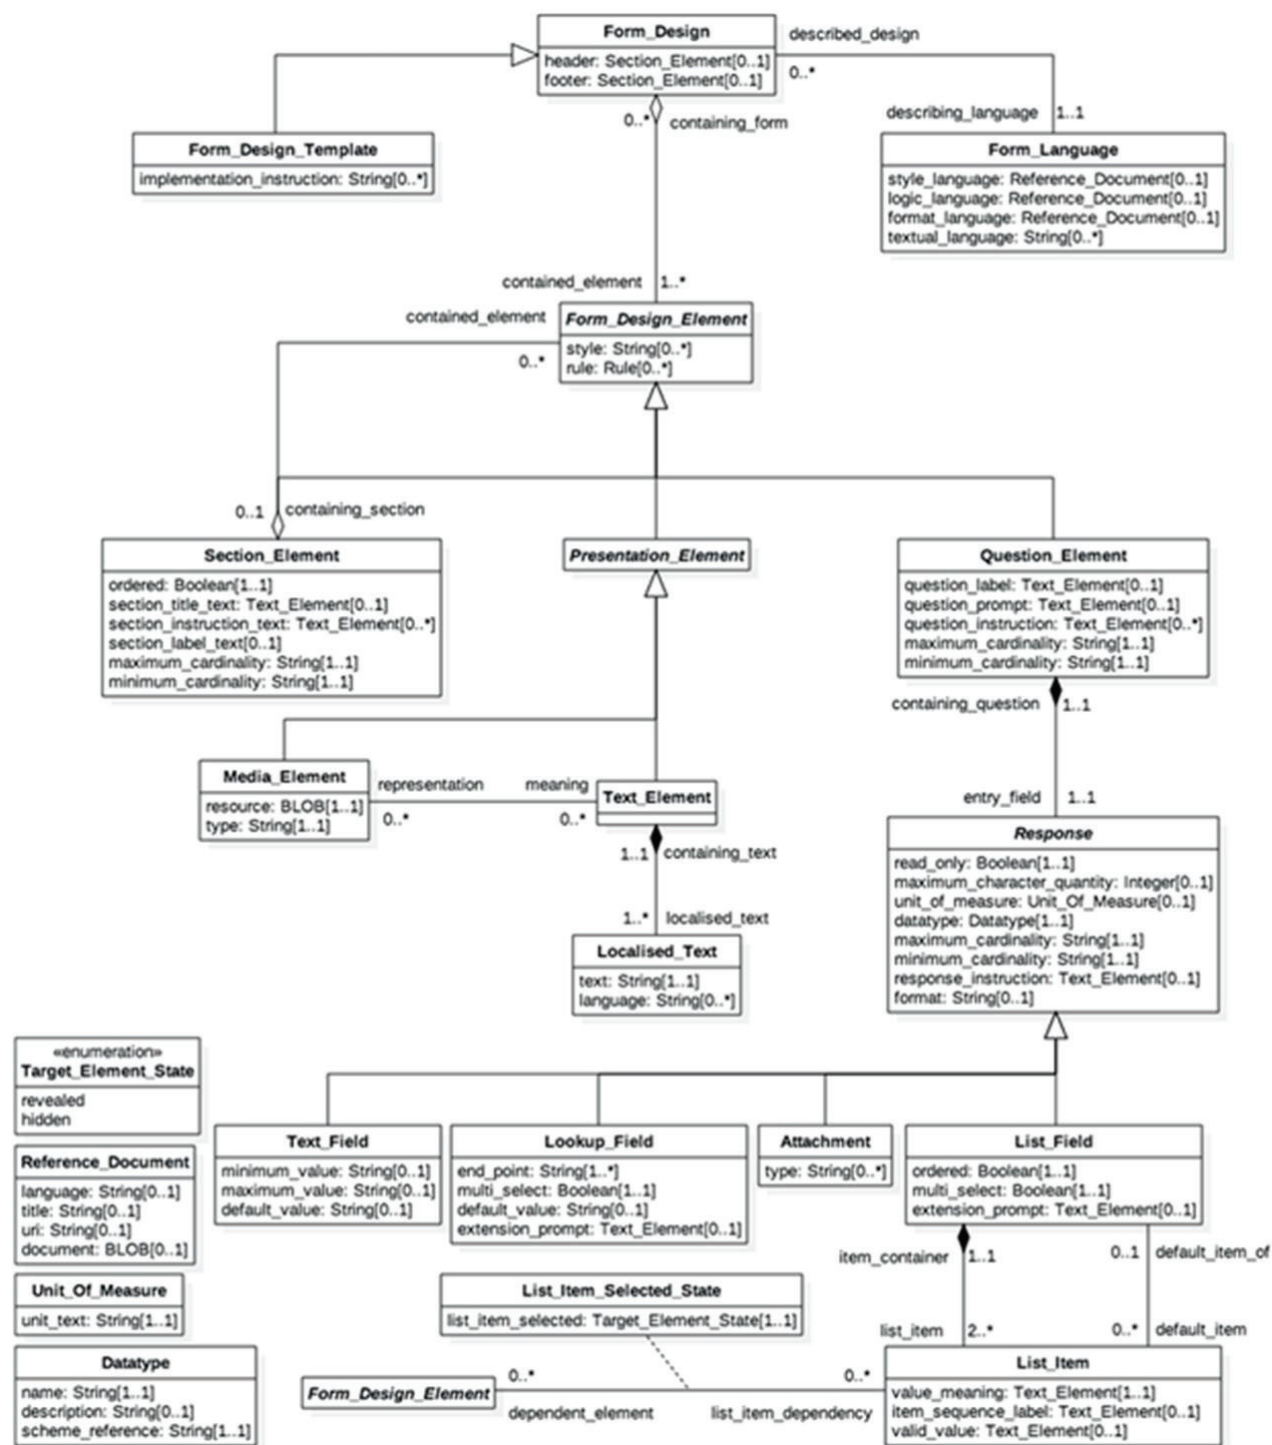 Form_Design
header: Section_Element[0..1]
footer: Section_Element[0..1]
described_design
0..*
describing_language
1..1
0..*
containing_form
Form_Design_Template
implementation_instruction: String[0..*]
Form_Language
style_language: Reference_Document[0..1]
logic_language: Reference_Document[0..1]
format_language: Reference_Document[0..1]
textual_language: String[0..*]
contained_element
1..*
contained_element
0..*
Form_Design_Element
style: String[0..*]
rule: Rule[0..*]
0..1
containing_section
Section_Element
ordered: Boolean[1..1]
section_title_text: Text_Element[0..1]
section_instruction_text: Text_Element[0..*]
section_label_text[0..1]
maximum_cardinality: String[1..1]
minimum_cardinality: String[1..1]
Presentation_Element
Question_Element
question_label: Text_Element[0..1]
question_prompt: Text_Element[0..1]
question_instruction: Text_Element[0..*]
maximum_cardinality: String[1..1]
minimum_cardinality: String[1..1]
containing_question
1..1
Media_Element
resource: BLOB[1..1]
type: String[1..1]
representation
0..*
meaning
0..*
Text_Element
1..1
containing_text
1..*
localised_text
Localised_Text
text: String[1..1]
language: String[0..*]
entry_field
1..1
Response
read_only: Boolean[1..1]
maximum_character_quantity: Integer[0..1]
unit_of_measure: Unit_Of_Measure[0..1]
datatype: Datatype[1..1]
maximum_cardinality: String[1..1]
minimum_cardinality: String[1..1]
response_instruction: Text_Element[0..1]
format: String[0..1]
«enumeration»
Target_Element_State
revealed
hidden
Text_Field
minimum_value: String[0..1]
maximum_value: String[0..1]
default_value: String[0..1]
Lookup_Field
end_point: String[1..*]
multi_select: Boolean[1..1]
default_value: String[0..1]
extension_prompt: Text_Element[0..1]
Attachment
type: String[0..*]
List_Field
ordered: Boolean[1..1]
multi_select: Boolean[1..1]
extension_prompt: Text_Element[0..1]
Reference_Document
language: String[0..1]
title: String[0..1]
uri: String[0..1]
document: BLOB[0..1]
item_container
1..1
0..1
default_item_of
list_item
2..*
0..*
default_item
Unit_Of_Measure
unit_text: String[1..1]
List_Item_Selected_State
list_item_selected: Target_Element_State[1..1]
Datatype
name: String[1..1]
description: String[0..1]
scheme_reference: String[1..1]
Form_Design_Element
0..*
dependent_element
0..*
list_item_dependency
List_Item
value_meaning: Text_Element[1..1]
item_sequence_label: Text_Element[0..1]
valid_value: Text_Element[0..1]